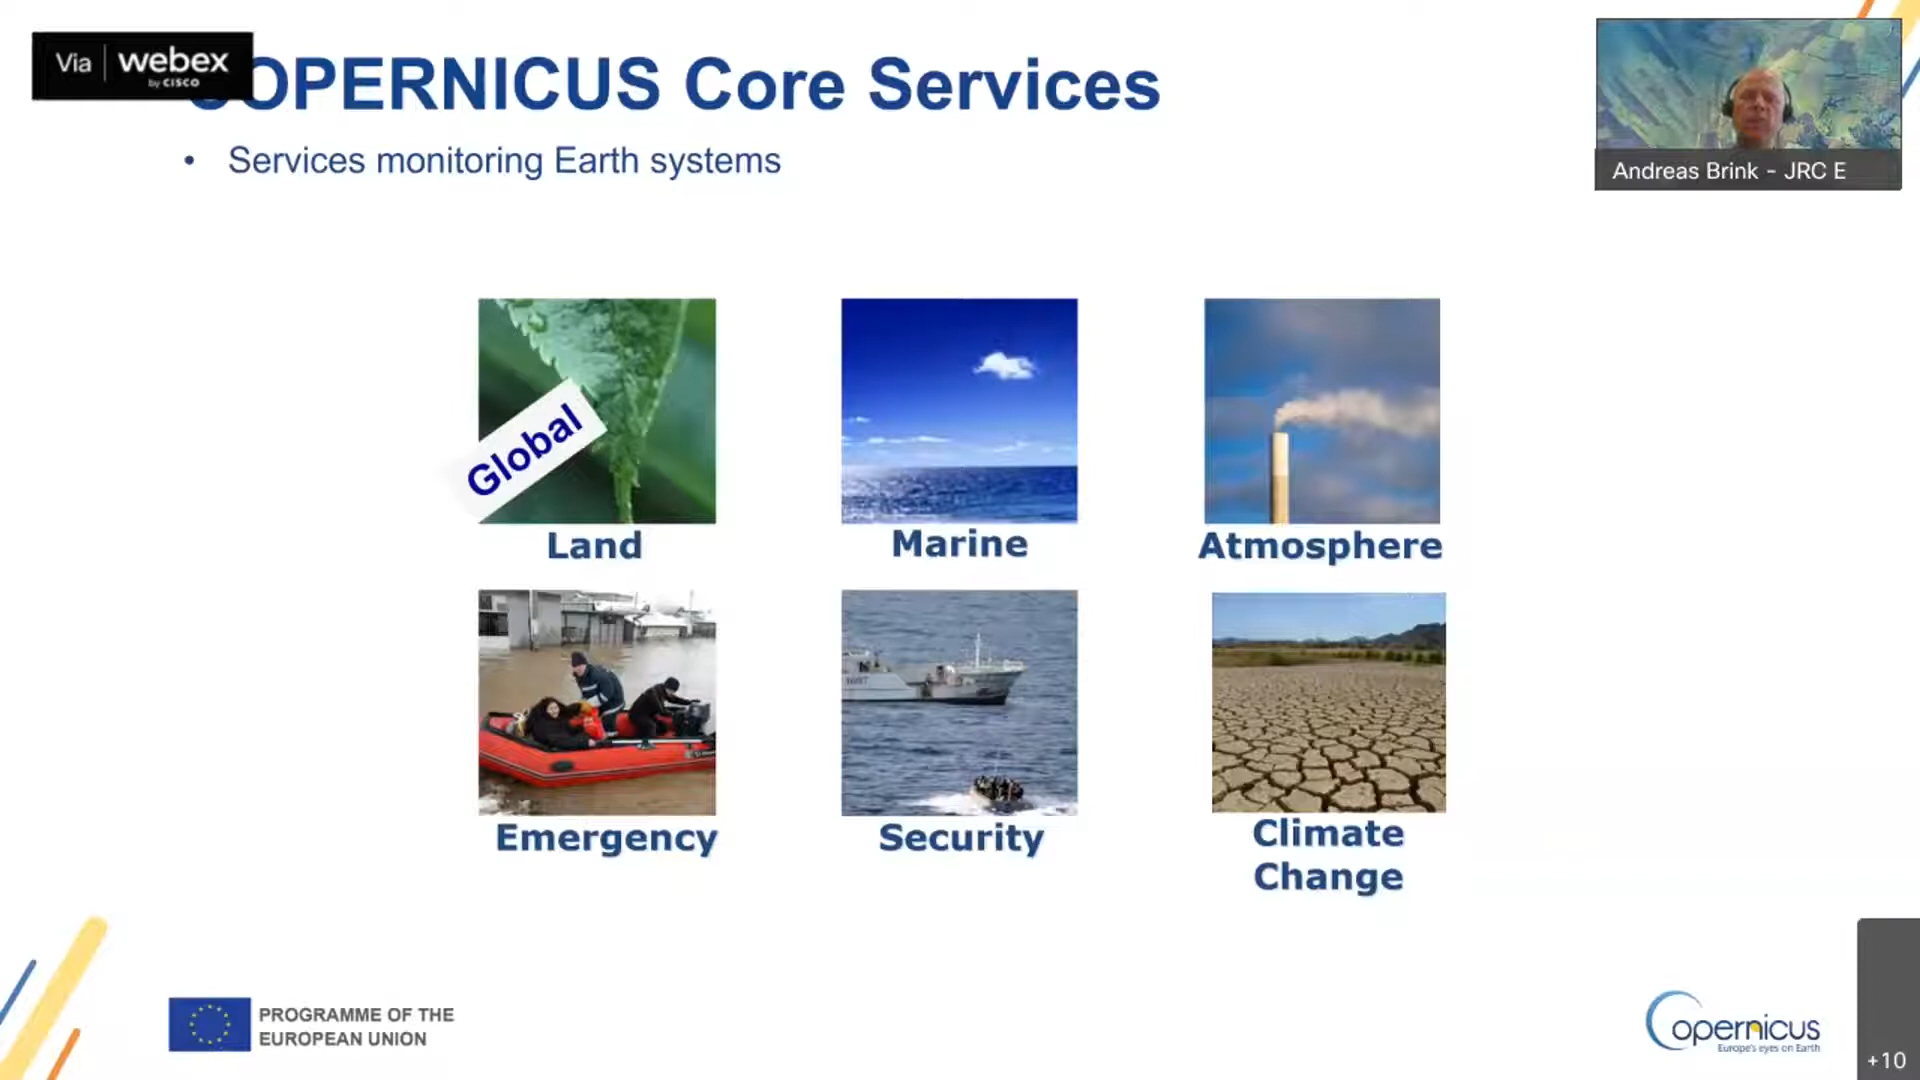 Via webex
by CISCO
COPERNICUS Core Services
• Services monitoring Earth systems
Andreas Brink - JRC E
Global
Land
Marine
Atmosphere
Emergency
Security
Climate
Change
PROGRAMME OF THE
EUROPEAN UNION
Copernicus
Europe's eyes on Earth
+10